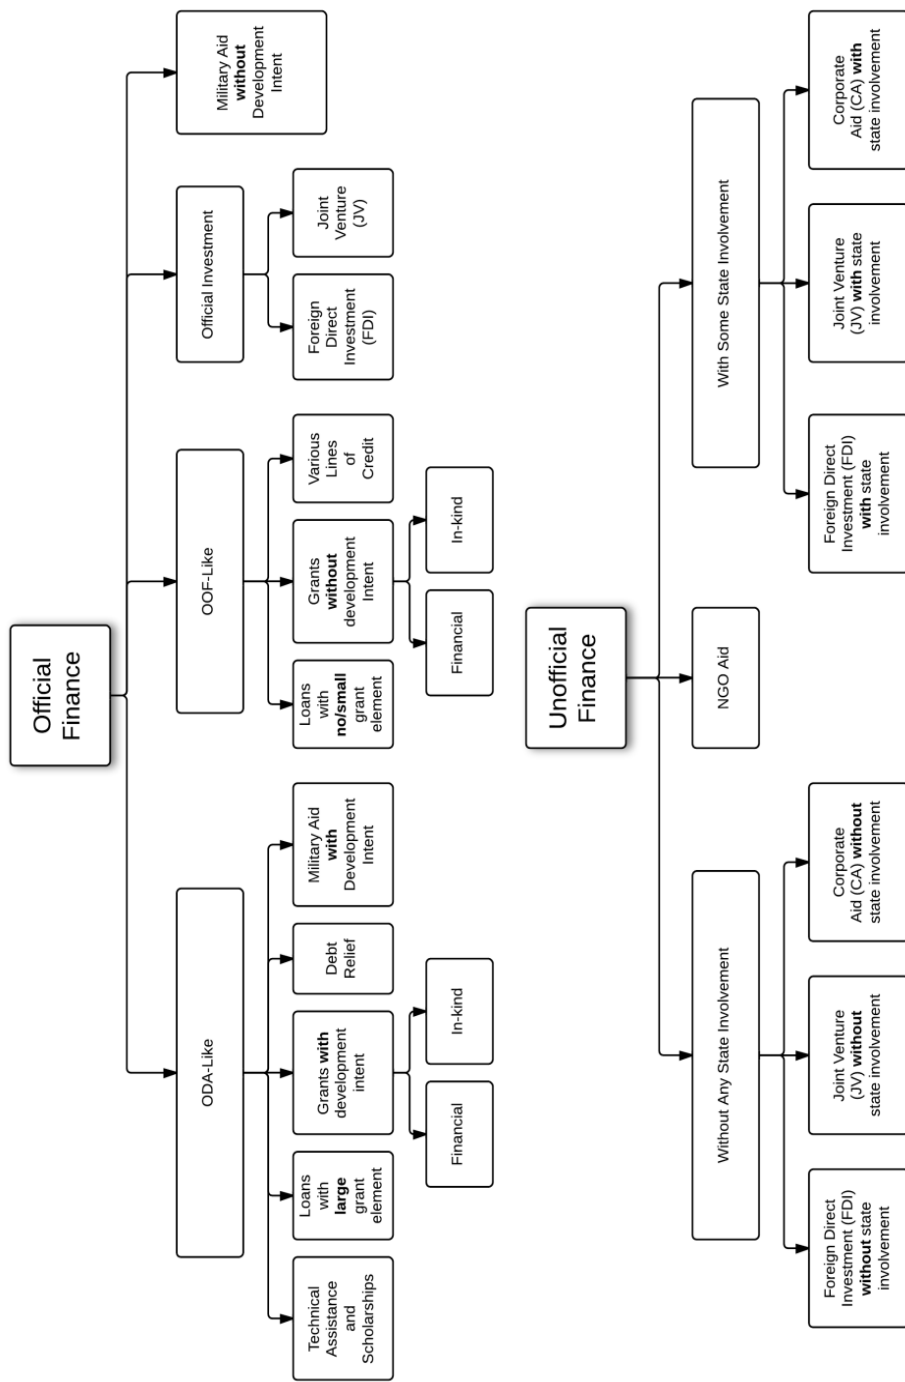 Official
Finance
ODA-Like
OOF-Like
Official Investment
Military Aid
without
Development
Intent
Technical
Assistance
and
Scholarships
Loans
with
large grant
element
Grants with
development
intent
Debt
Relief
Military Aid
with
Development
Intent
Loans
with
no/small
grant
element
Grants
without
development
Intent
Various
Lines
of
Credit
Foreign
Direct
Investment
(FDI)
Joint
Venture
(JV)
Financial
In-kind
Financial
In-kind
Unofficial
Finance
Without Any State Involvement
NGO Aid
With Some State Involvement
Foreign Direct
Investment (FDI)
without state
involvement
Joint Venture
(JV) without
state involvement
Corporate
Aid (CA) without
state involvement
Foreign Direct
Investment (FDI)
with state
involvement
Joint Venture
(JV) with state
involvement
Corporate
Aid (CA) with
state involvement